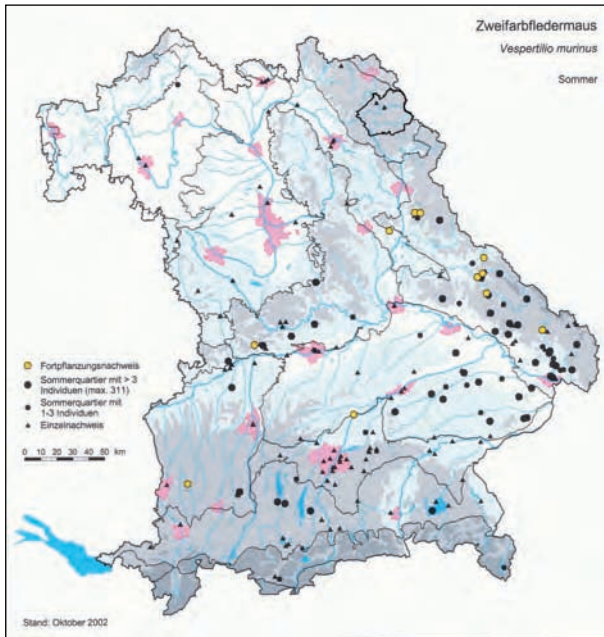 Zweifarbfledermaus
Vespertilio murinus
Sommer
Fortpflanzungsnachweis
Sommerquartier mit > 3
Individuen (max. 311)
Sommerquartier mit
1-3 Individuen
Einzelnachweis
0 10 20 30 40 50
km
Stand: Oktober 2002